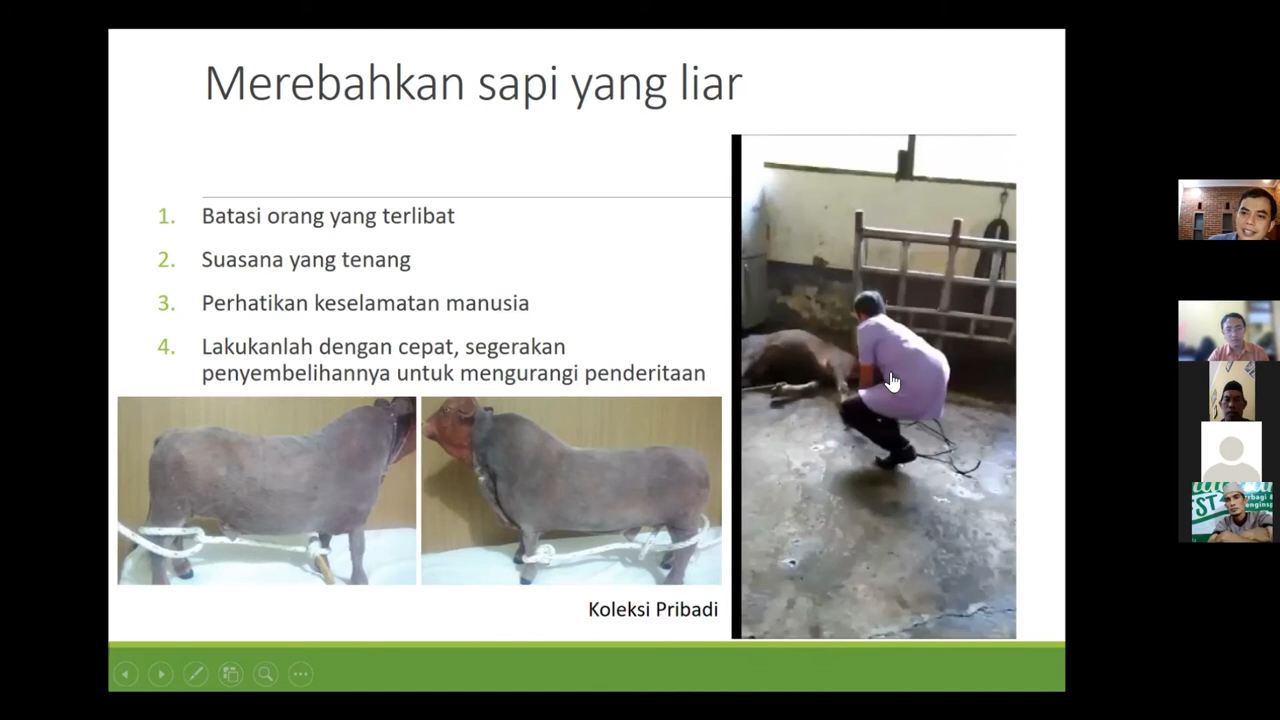 Merebahkan sapi yang liar
1. Batasi orang yang terlibat
2. Suasana yang tenang
3. Perhatikan keselamatan manusia
4. Lakukanlah dengan cepat, segerakan
penyembelihannya untuk mengurangi penderitaan
Koleksi Pribadi